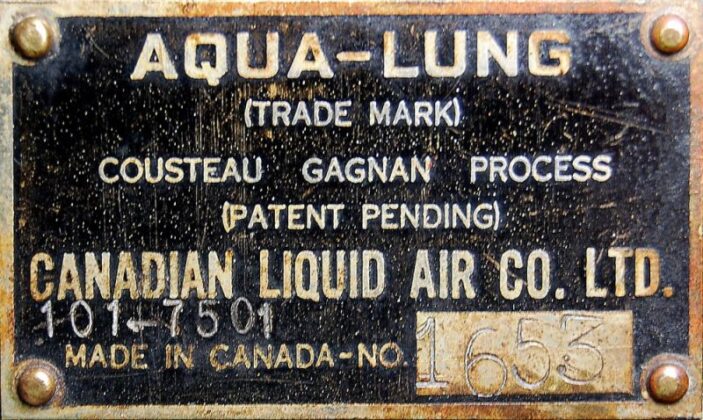 AQUA-LUNG
(TRADE MARK)
COUSTEAU GAGNAN PROCESS
(PATENT PENDING)
CANADIAN LIQUID AIR CO. LTD.
101-7501
MADE IN CANADA-NO. 1653